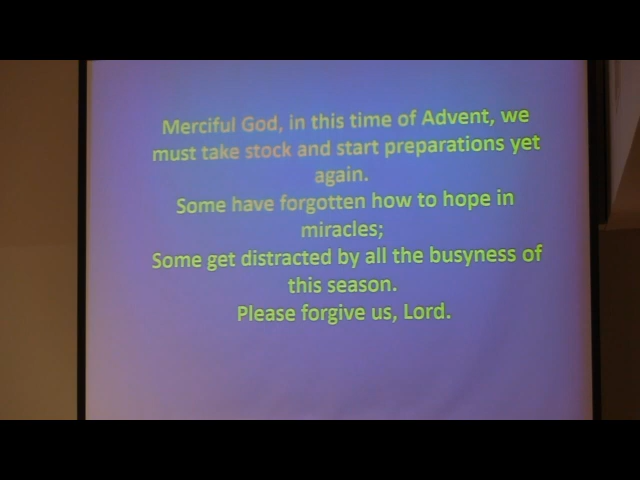 Merciful God, in this time of Advent, we
must take stock and start preparations yet
again.
Some have forgotten how to hope in
miracles;
Some get distracted by all the busyness of
this season.
Please forgive us, Lord.